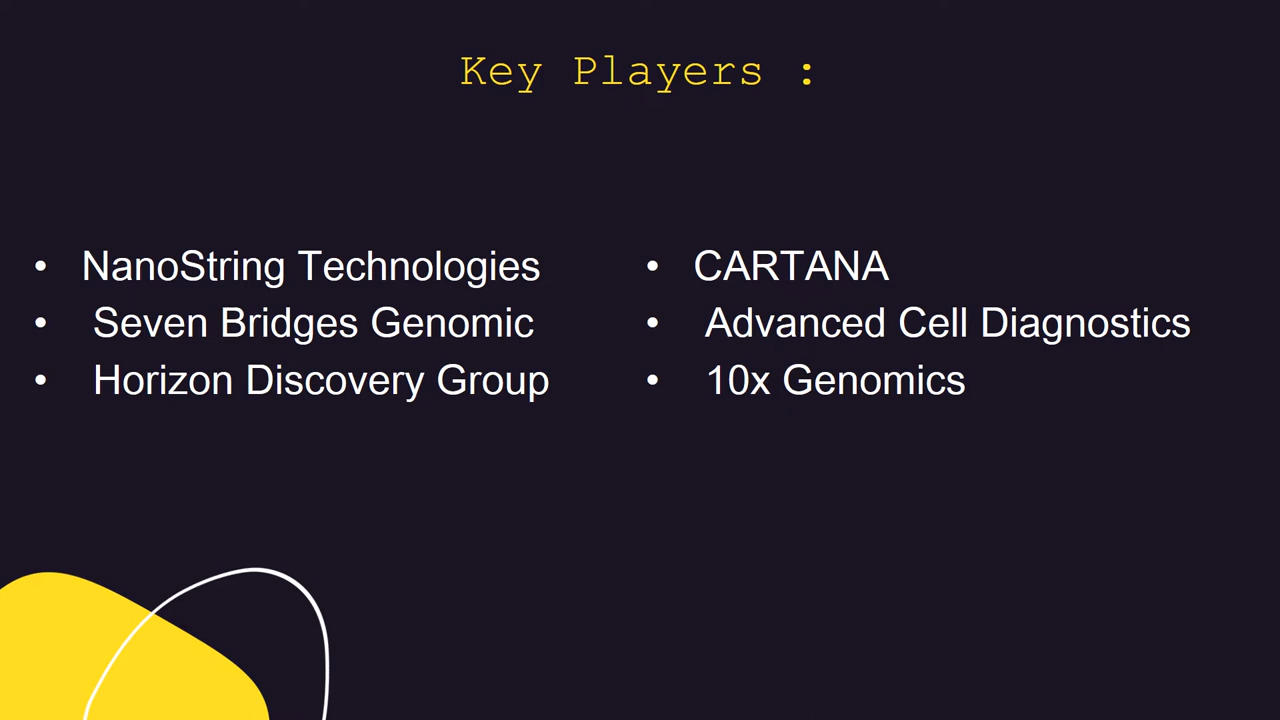 Key Players :
• NanoString Technologies
• Seven Bridges Genomic
• Horizon Discovery Group
• CARTANA
• Advanced Cell Diagnostics
• 10x Genomics